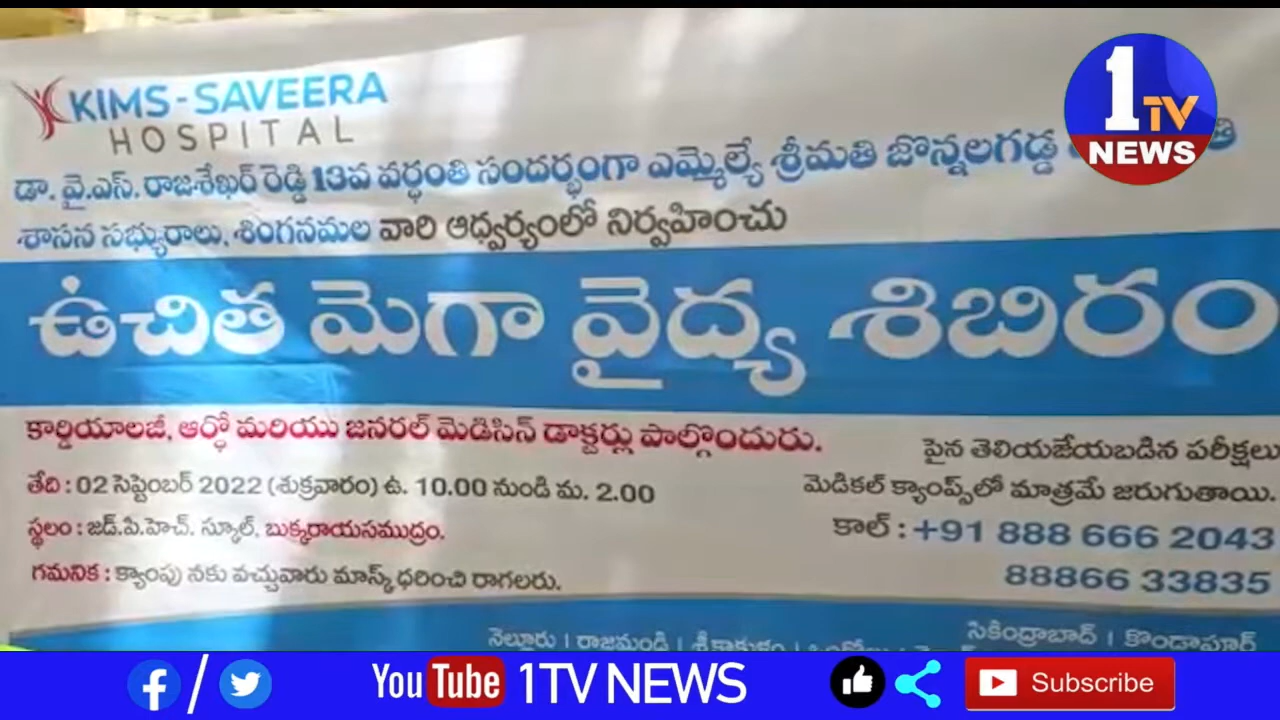 KIMS-SAVEERA
HOSPITAL
1
TV
NEWS
డా. వై.ఎస్. రాజశేఖర్ రెడ్డి 13వ వర్ధంతి సందర్భంగా ఎమ్మెల్యే శ్రీమతి జొన్నలగడ్డ
శాసన సభ్యురాలు, శింగనమల వారి ఆధ్వర్యంలో నిర్వహించు
ఉచిత మెగా వైద్య శిబిరం
కార్డియాలజీ, ఆర్థో మరియు జనరల్ మెడిసిన్ డాక్టర్లు పాల్గొందురు.
తేది : 02 సెప్టెంబర్ 2022 (శుక్రవారం) ఉ. 10.00 నుండి మ. 2.00
స్థలం : జడ్.పి.హెచ్. స్కూల్, బుక్కరాయసముద్రం.
గమనిక : క్యాంపు నకు వచ్చువారు మాస్క్ ధరించి రాగలరు.
పైన తెలియజేయబడిన పరీక్షలు
మెడికల్ క్యాంప్స్‌లో మాత్రమే జరుగుతాయి.
కాల్ : +91 888 666 2043
88866 33835
నెల్లూరు | రాజమండ్రి | శ్రీకాకుళం | ఒంగోలు |
సికింద్రాబాద్ | కొండాపూర్
YouTube 1TV NEWS
Subscribe